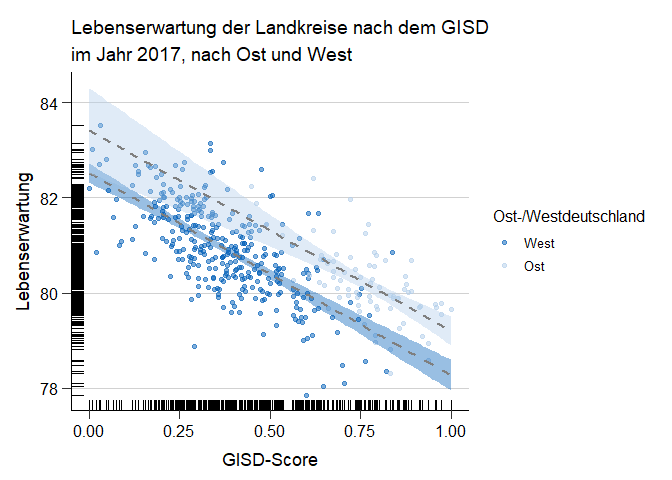 Lebenserwartung der Landkreise nach dem GISD
im Jahr 2017, nach Ost und West
84
82
80
78
Lebenserwartung
0.00 0.25 0.50 0.75 1.00
GISD-Score
Ost-/Westdeutschland
West
Ost